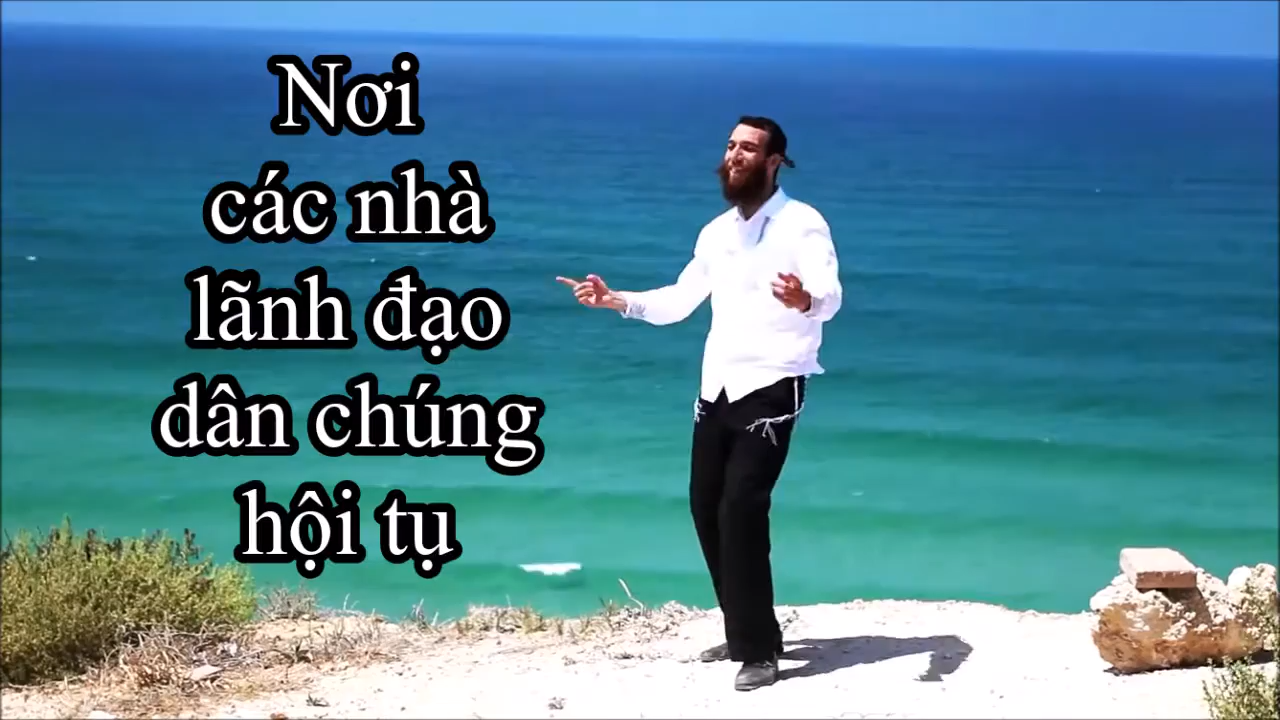 Nơi
các nhà
lãnh đạo
dân chúng
hội tụ